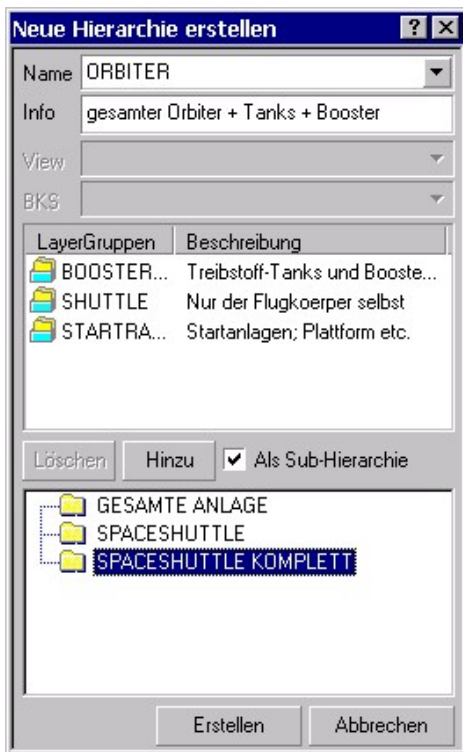 Neue Hierarchie erstellen
Name ORBITER
Info gesamter Orbiter + Tanks + Booster
View
BKS
LayerGruppen Beschreibung
BOOSTER... Treibstoff-Tanks und Booste...
SHUTTLE Nur der Flugkoerper selbst
STARTRA... Startanlagen; Plattform etc.
Löschen Hinzu Als Sub-Hierarchie
GESAMTE ANLAGE
SPACESHUTTLE
SPACESHUTTLE KOMPLETT
Erstellen Abbrechen